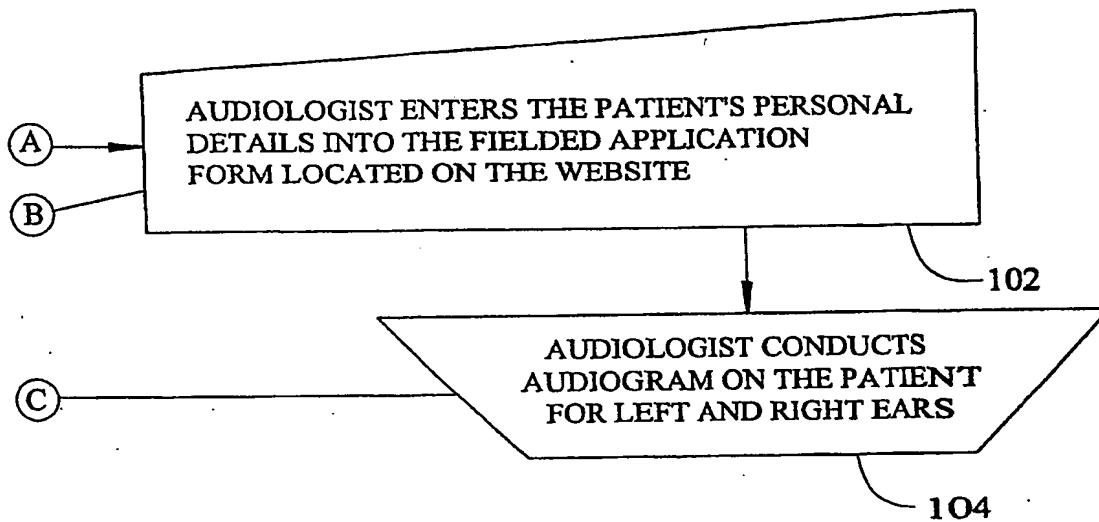 AUDIOLOGIST ENTERS THE PATIENT'S PERSONAL
DETAILS INTO THE FIELDED APPLICATION
FORM LOCATED ON THE WEBSITE
A
B
102
AUDIOLOGIST CONDUCTS
AUDIOGRAM ON THE PATIENT
FOR LEFT AND RIGHT EARS
C
104